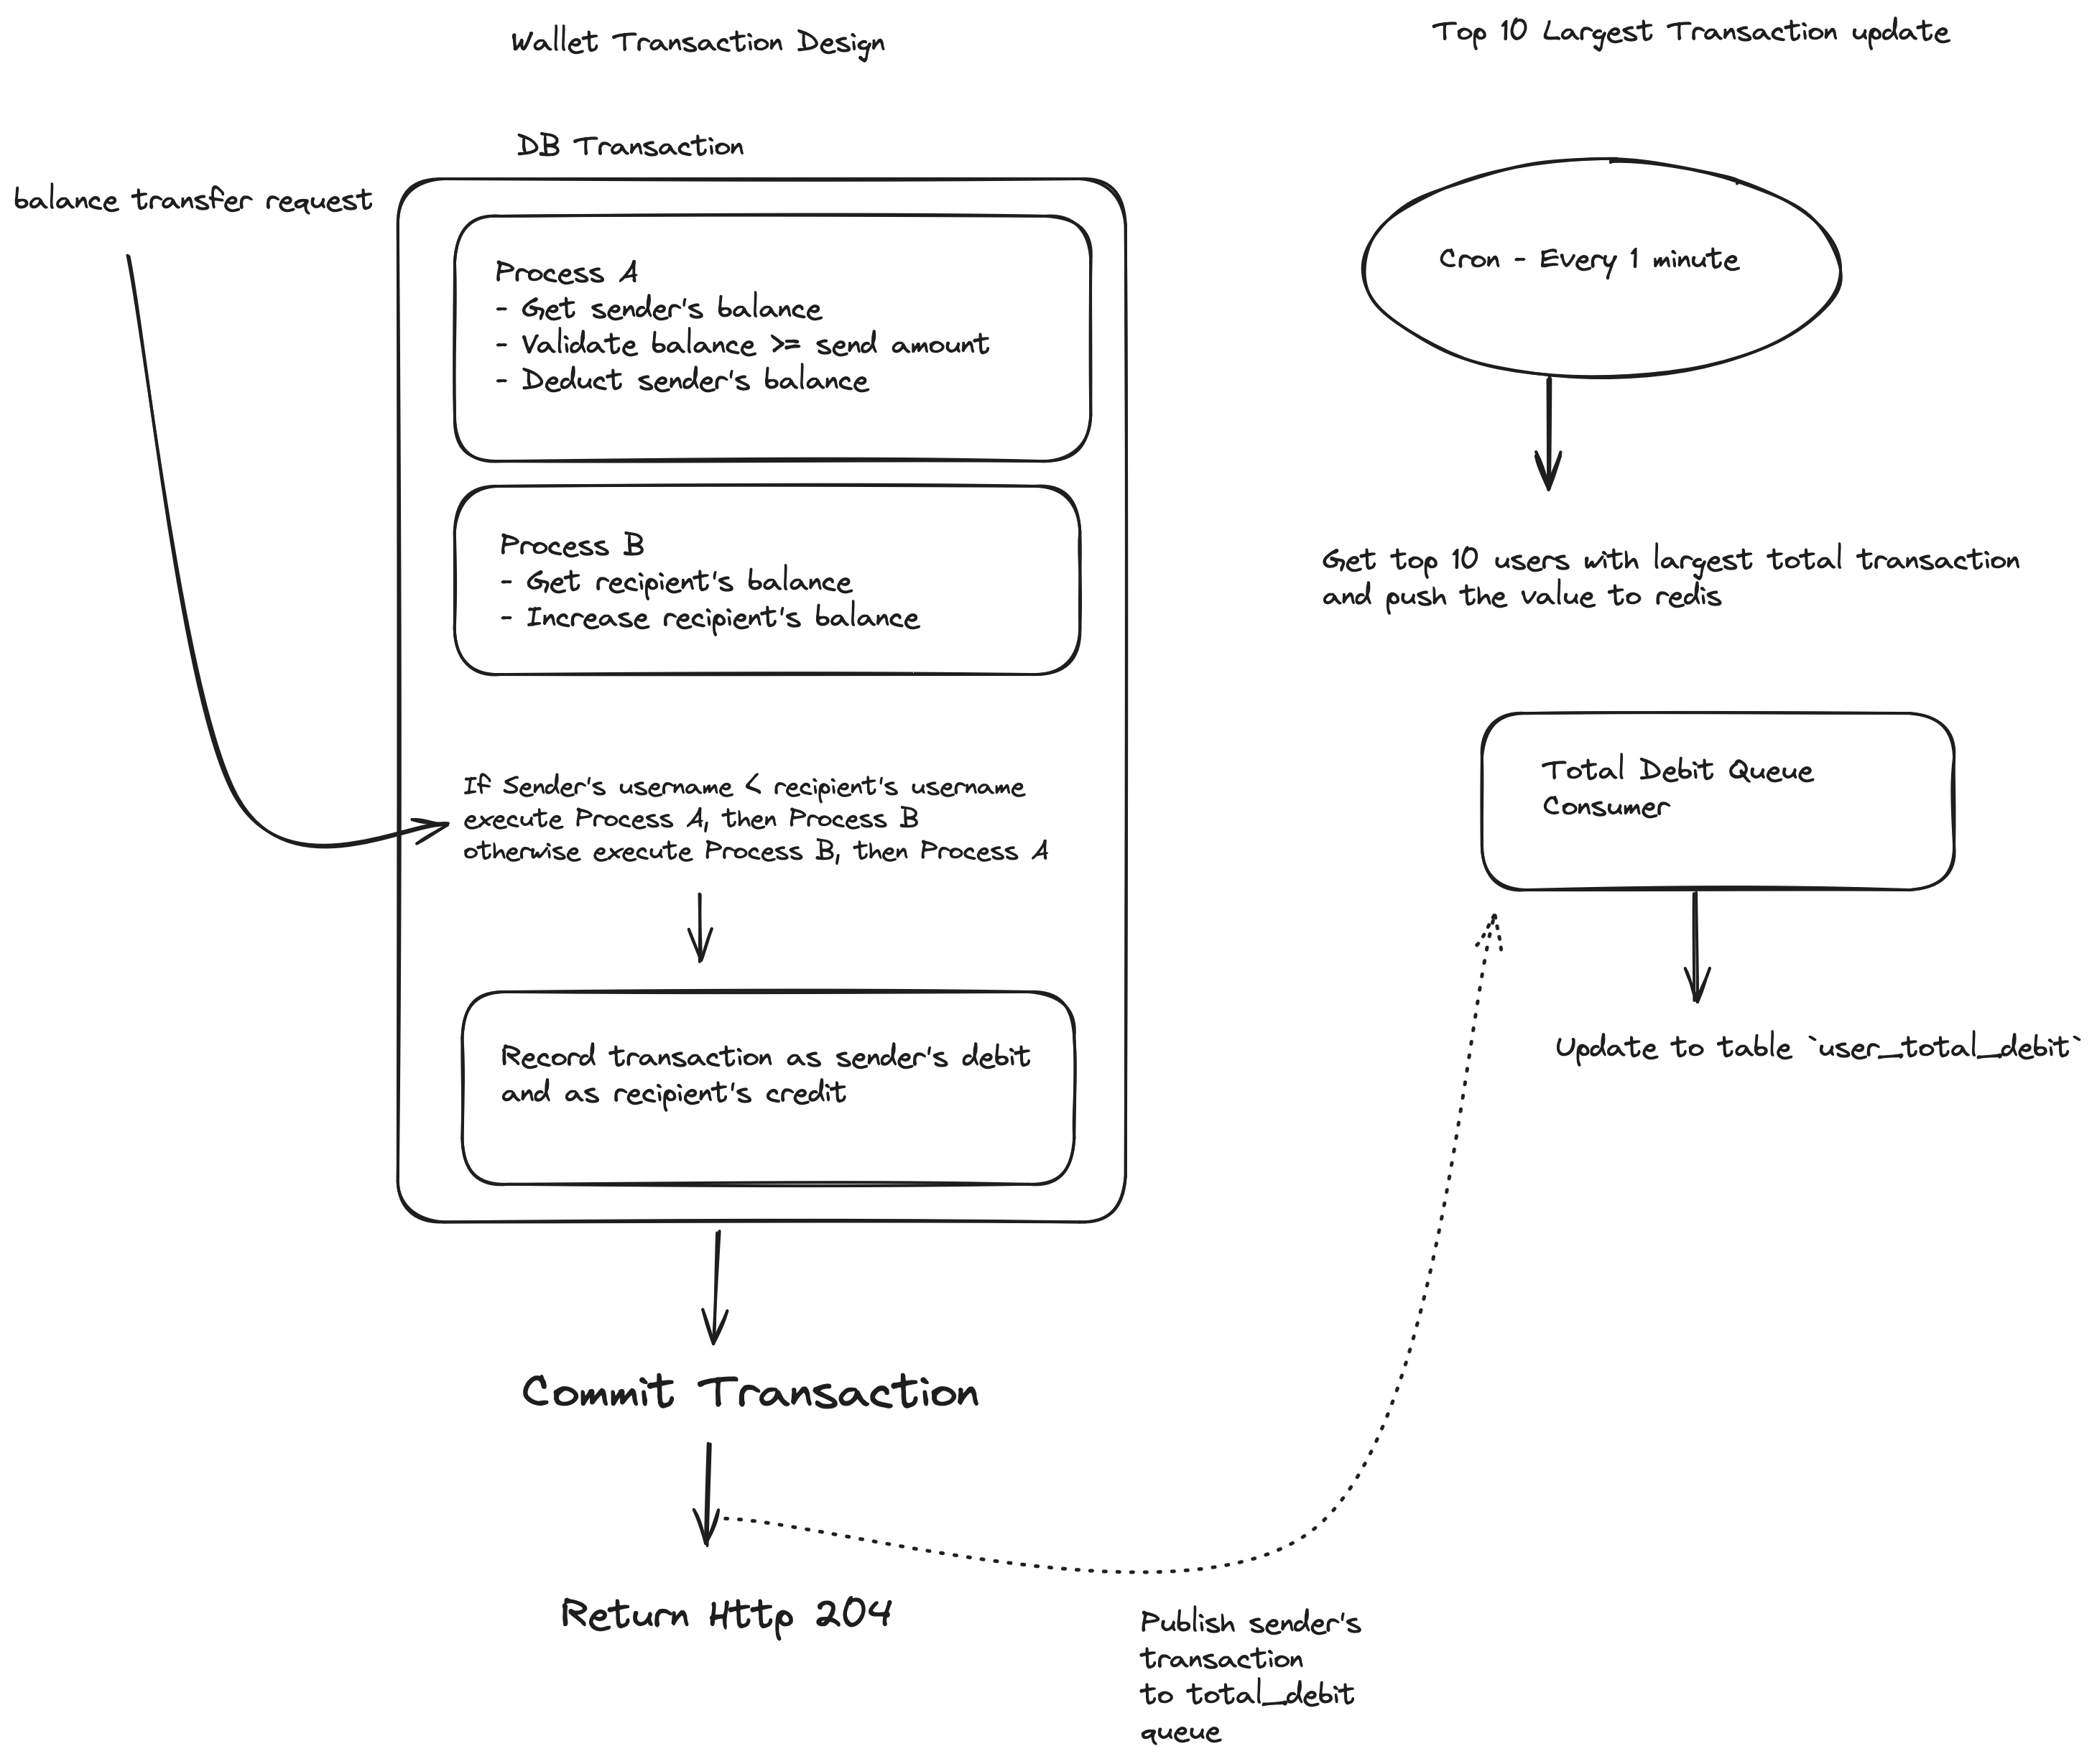 Wallet Transaction Design
DB Transaction
balance transfer request
Process A
- Get sender's balance
- Validate balance >= send amount
- Deduct sender's balance
Process B
- Get recipient's balance
- Increase recipient's balance
If Sender's username < recipient's username
execute Process A, then Process B
otherwise execute Process B, then Process A
Record transaction as sender's debit
and as recipient's credit
Commit Transaction
Return Http 204
Publish sender's
transaction
to total_debit
queue
Top 10 Largest Transaction update
Cron - Every 1 minute
Get top 10 users with largest total transaction
and push the value to redis
Total Debit Queue
Consumer
Update to table `user_total_debit`